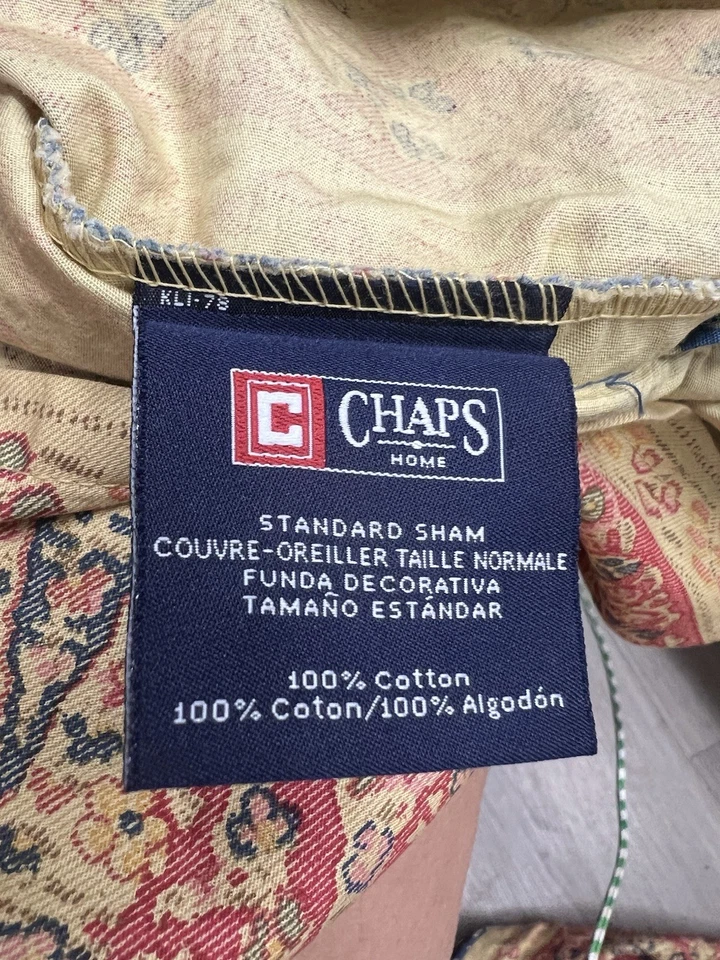 KLI-78
C CHAPS
HOME
STANDARD SHAM
COUVRE-OREILLER TAILLE NORMALE
FUNDA DECORATIVA
TAMAÑO ESTÁNDAR
100% Cotton
100% Coton/100% Algodón